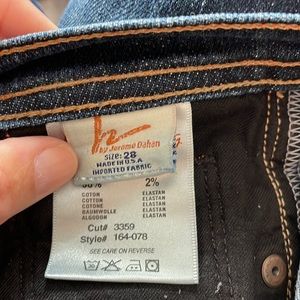 h
by Jerome Dahan
SIZE: 28
MADE IN U.S.A
IMPORTED FABRIC
98% 2%
COTTON ELASTAN
COTTON ELASTAN
COTONE ELASTAN
BAUMWOLLE ELASTAN
ALGODON ELASTAN
Cut# 3359
Style# 164-078
SEE CARE ON REVERSE